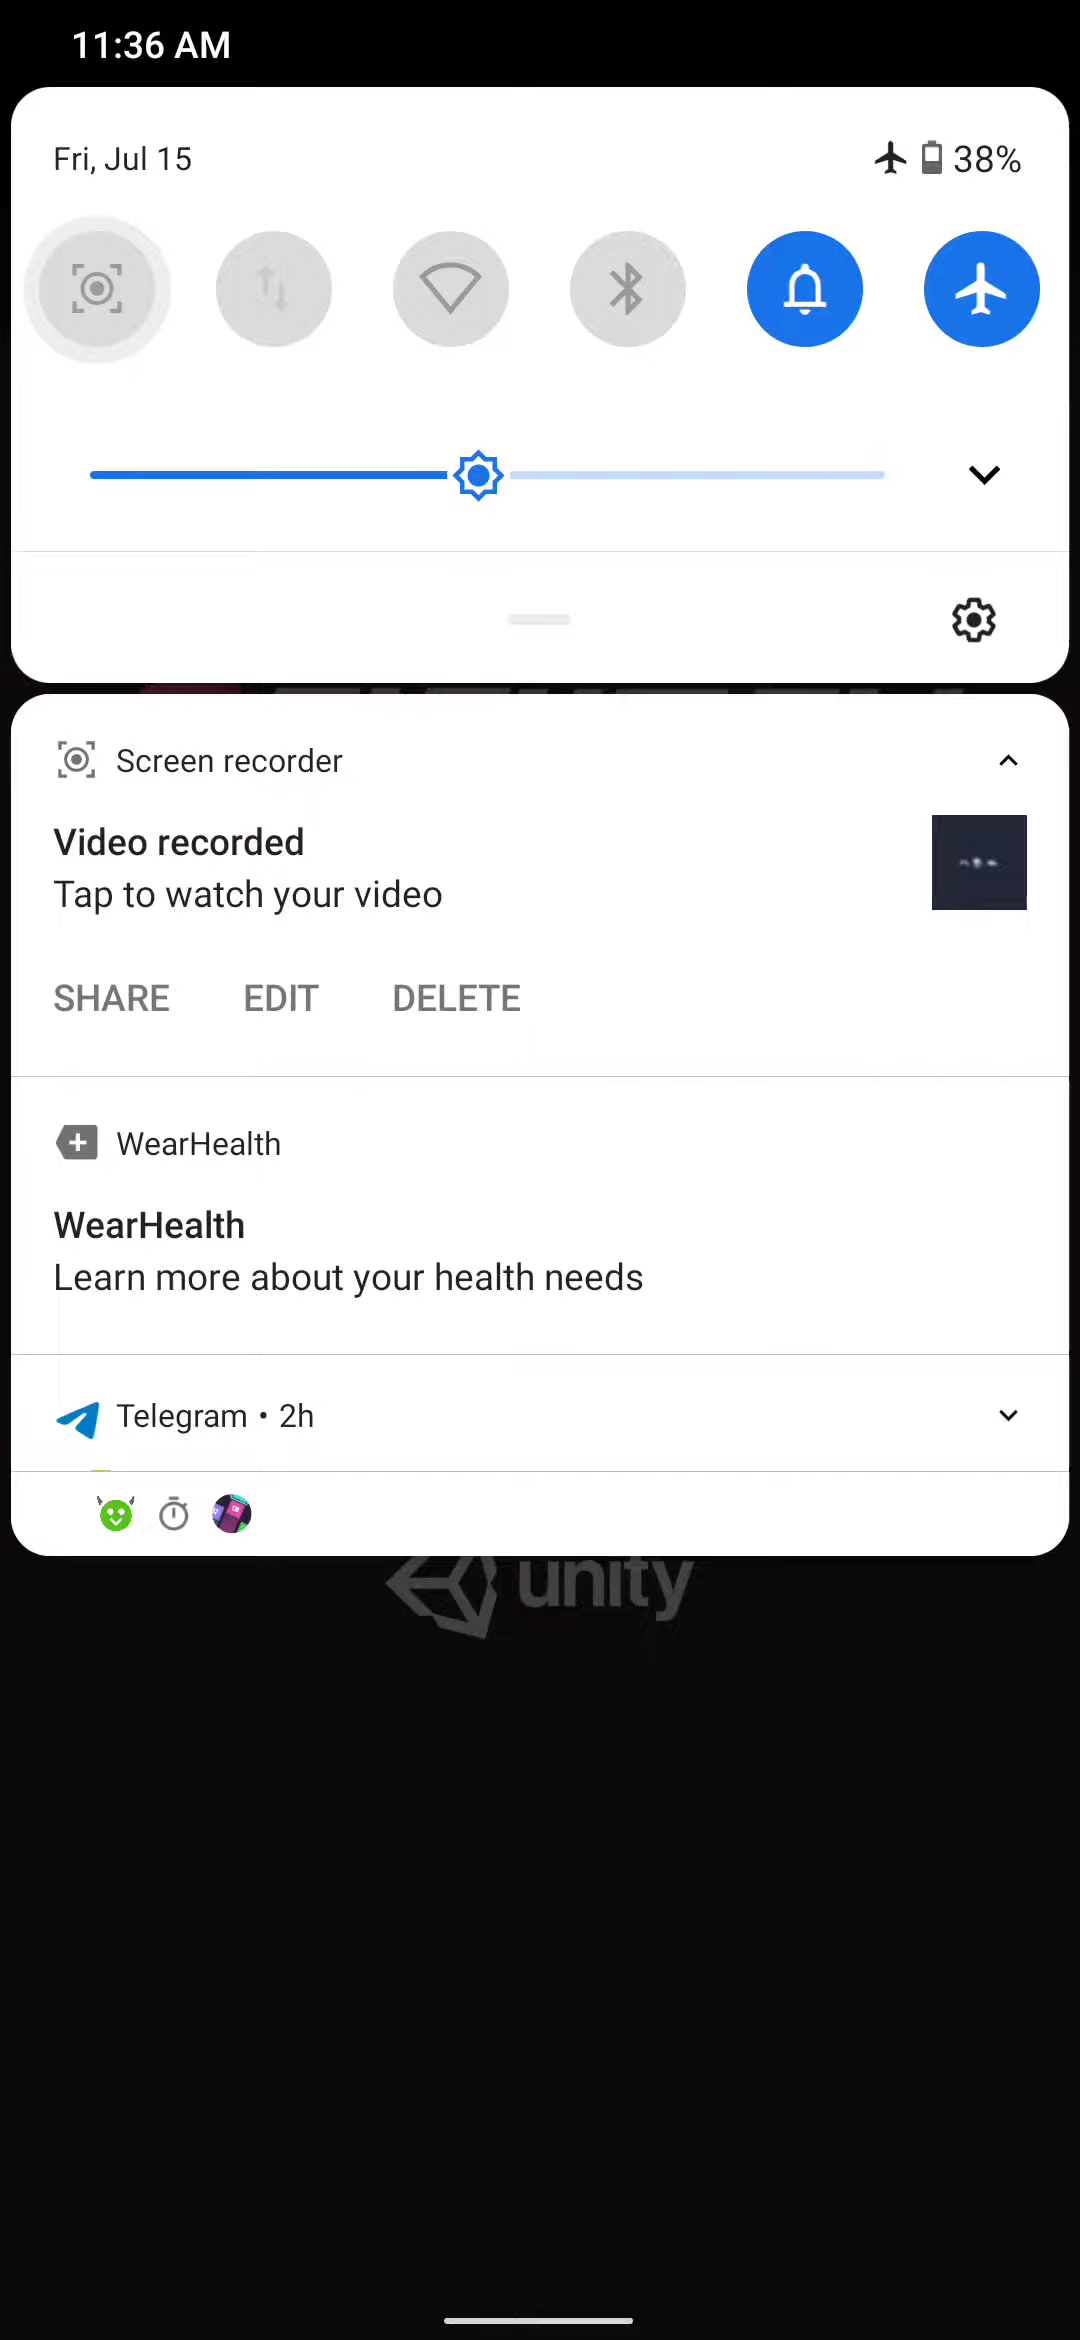 11:36 AM
Fri, Jul 15
38%
Screen recorder
Video recorded
Tap to watch your video
SHARE EDIT DELETE
WearHealth
WearHealth
Learn more about your health needs
Telegram • 2h
unity